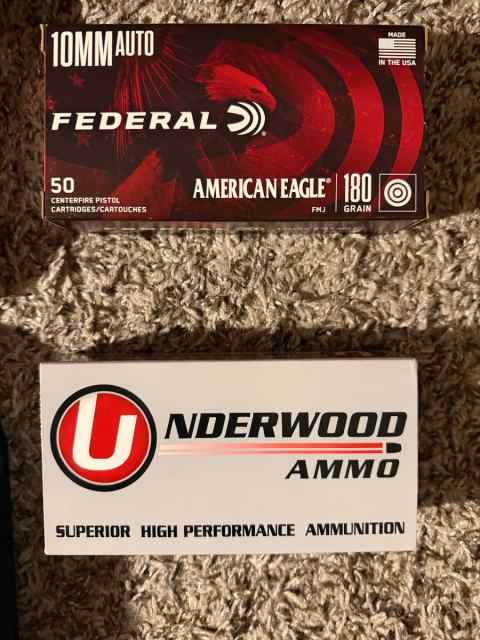 10MM AUTO
MADE
IN THE USA
FEDERAL
50
CENTERFIRE PISTOL
CARTRIDGES/CARTOUCHES
AMERICAN EAGLE®
FMJ
180
GRAIN
UNDERWOOD
AMMO
SUPERIOR HIGH PERFORMANCE AMMUNITION